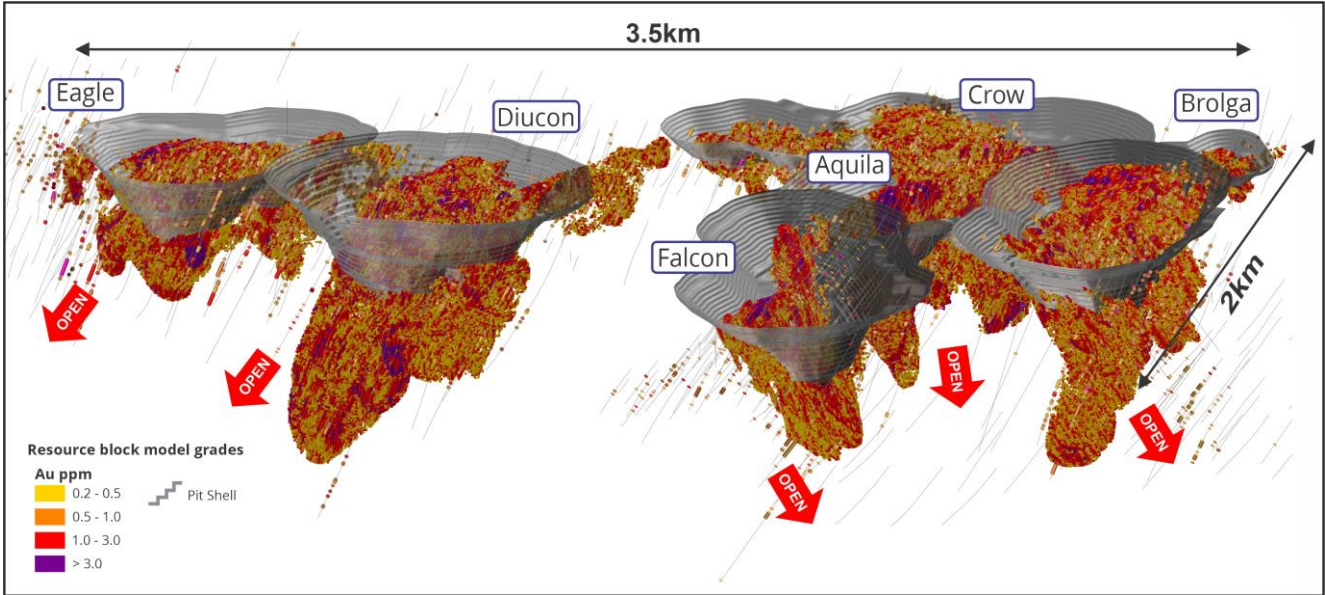 3.5km
Eagle
Diucon
Crow
Brolga
Aquila
Falcon
2km
OPEN
OPEN
OPEN
OPEN
OPEN
Resource block model grades
Au ppm
0.2 - 0.5
Pit Shell
0.5 - 1.0
1.0 - 3.0
> 3.0